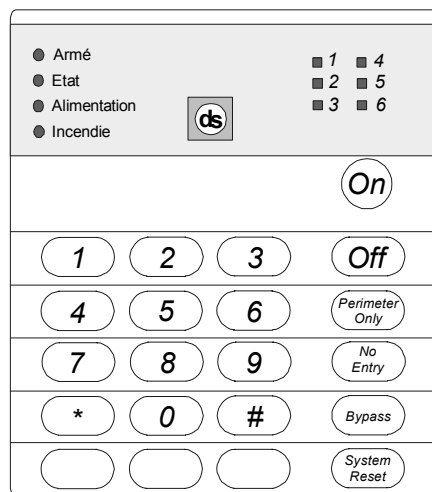 Armé
Etat
Alimentation
Incendie
ds
1 4
2 5
3 6
On
1 2 3 Off
4 5 6 Perimeter
Only
7 8 9 No
Entry
* 0 # Bypass
System
Reset